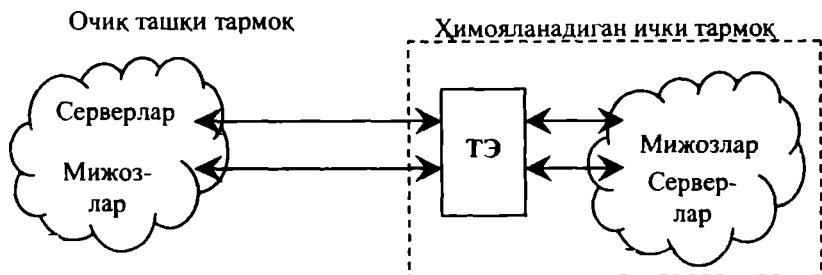 Очиқ ташқи тармоқ
Ҳимояланадиган ички тармоқ
Серверлар
Мижоз-
лар
ТЭ
Мижозлар
Сервер-
лар